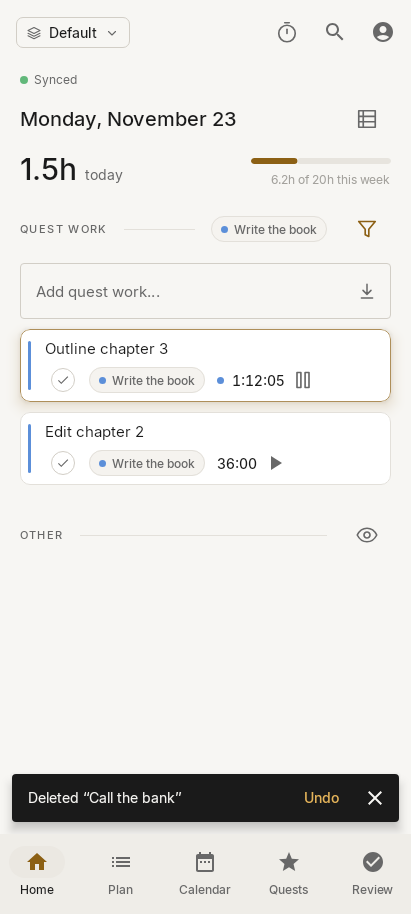 Default
Synced
Monday, November 23
1.5h today
6.2h of 20h this week
QUEST WORK
Write the book
Add quest work...
Outline chapter 3
Write the book
1:12:05
Edit chapter 2
Write the book
36:00
OTHER
Deleted “Call the bank”
Undo
Home
Plan
Calendar
Quests
Review